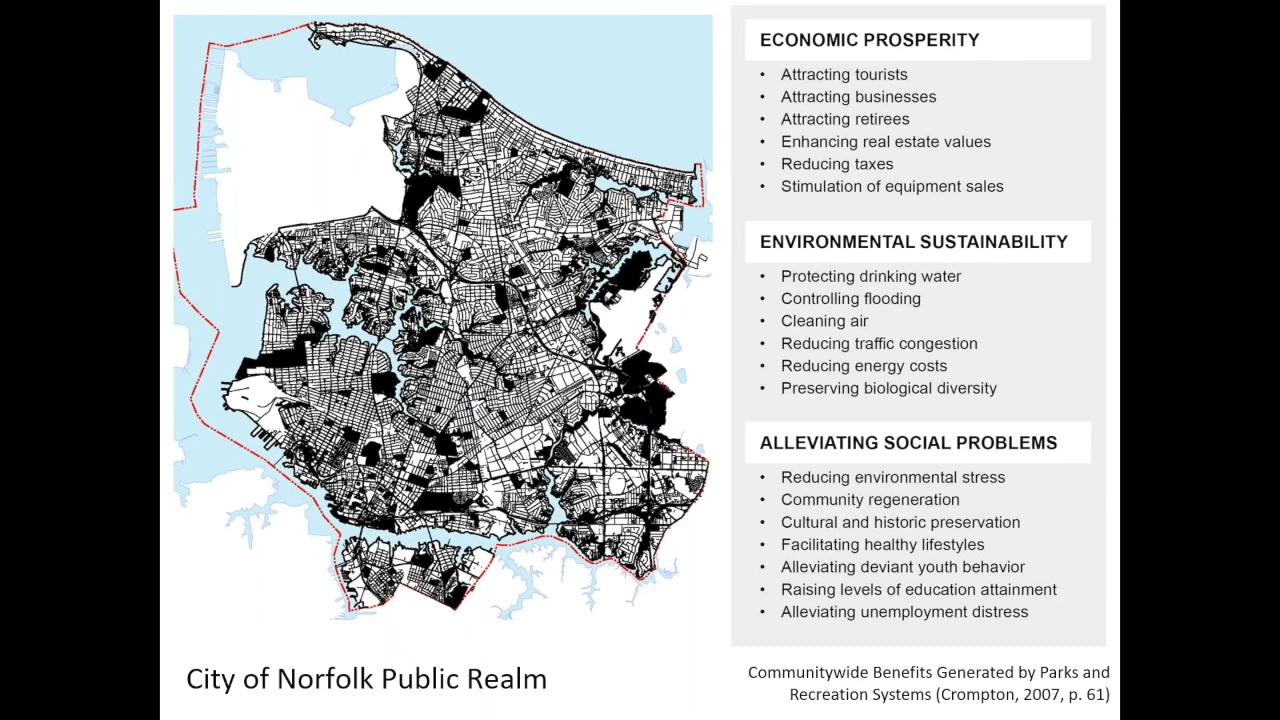 ECONOMIC PROSPERITY
• Attracting tourists
• Attracting businesses
• Attracting retirees
• Enhancing real estate values
• Reducing taxes
• Stimulation of equipment sales
ENVIRONMENTAL SUSTAINABILITY
• Protecting drinking water
• Controlling flooding
• Cleaning air
• Reducing traffic congestion
• Reducing energy costs
• Preserving biological diversity
ALLEVIATING SOCIAL PROBLEMS
• Reducing environmental stress
• Community regeneration
• Cultural and historic preservation
• Facilitating healthy lifestyles
• Alleviating deviant youth behavior
• Raising levels of education attainment
• Alleviating unemployment distress
City of Norfolk Public Realm
Communitywide Benefits Generated by Parks and
Recreation Systems (Crompton, 2007, p. 61)